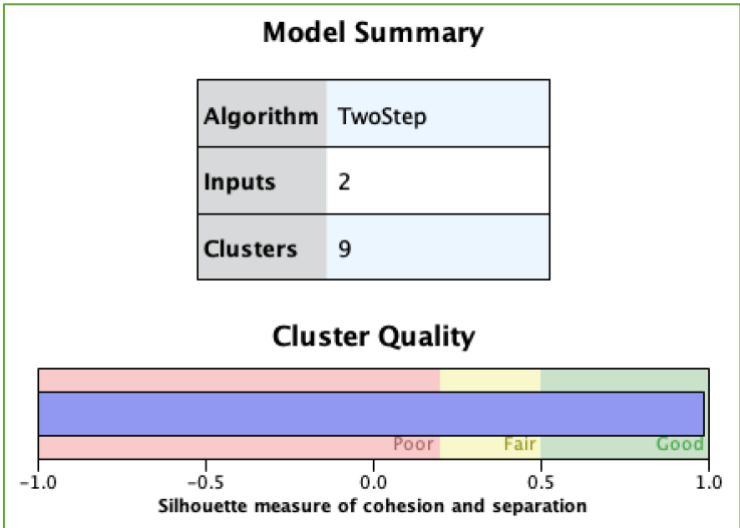 Model Summary
Algorithm TwoStep
Inputs 2
Clusters 9
Cluster Quality
Poor Fair Good
−1.0 −0.5 0.0 0.5 1.0
Silhouette measure of cohesion and separation